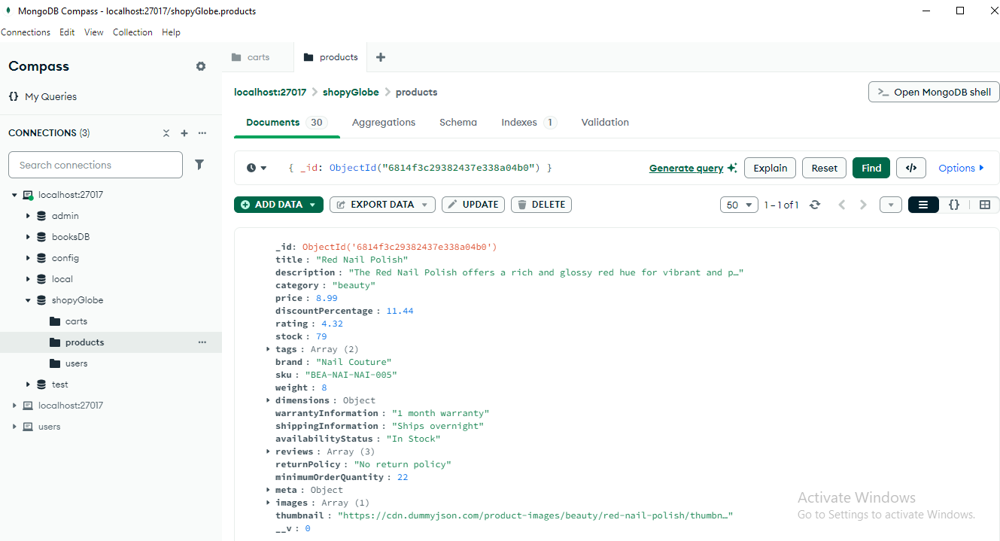 MongoDB Compass - localhost:27017/shopyGlobe.products
Connections Edit View Collection Help
Compass
{} My Queries
CONNECTIONS (3)
Search connections
localhost:27017
admin
booksDB
config
local
shopyGlobe
carts
products
users
test
localhost:27017
users
carts
products
localhost:27017 > shopyGlobe > products
>_ Open MongoDB shell
Documents 30 Aggregations Schema Indexes 1 Validation
{ _id: ObjectId("6814f3c29382437e338a04b0") }
Generate query Explain Reset Find </> Options
ADD DATA EXPORT DATA UPDATE DELETE
50 1 – 1 of 1 {}
_id: ObjectId('6814f3c29382437e338a04b0')
title : "Red Nail Polish"
description : "The Red Nail Polish offers a rich and glossy red hue for vibrant and p…"
category : "beauty"
price : 8.99
discountPercentage : 11.44
rating : 4.32
stock : 79
tags : Array (2)
brand : "Nail Couture"
sku : "BEA-NAI-NAI-005"
weight : 8
dimensions : Object
warrantyInformation : "1 month warranty"
shippingInformation : "Ships overnight"
availabilityStatus : "In Stock"
reviews : Array (3)
returnPolicy : "No return policy"
minimumOrderQuantity : 22
meta : Object
images : Array (1)
thumbnail : "https://cdn.dummyjson.com/product-images/beauty/red-nail-polish/thumbn…"
__v : 0
Activate Windows
Go to Settings to activate Windows.